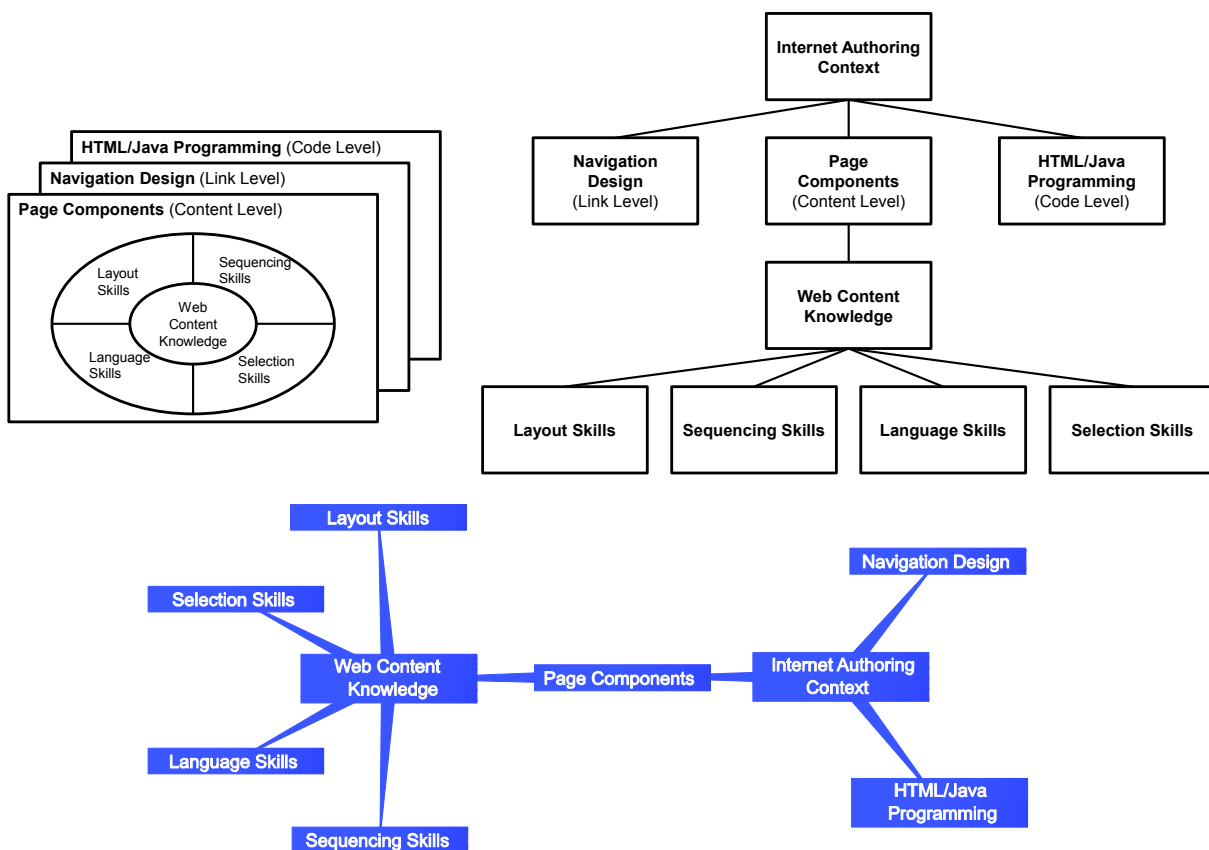 HTML/Java Programming (Code Level)
Navigation Design (Link Level)
Page Components (Content Level)
Layout
Skills
Sequencing
Skills
Web
Content
Knowledge
Language
Skills
Selection
Skills
Internet Authoring
Context
Navigation
Design
(Link Level)
Page
Components
(Content Level)
HTML/Java
Programming
(Code Level)
Web Content
Knowledge
Layout Skills
Sequencing Skills
Language Skills
Selection Skills
Layout Skills
Selection Skills
Web Content
Knowledge
Language Skills
Sequencing Skills
Page Components
Navigation Design
Internet Authoring
Context
HTML/Java
Programming